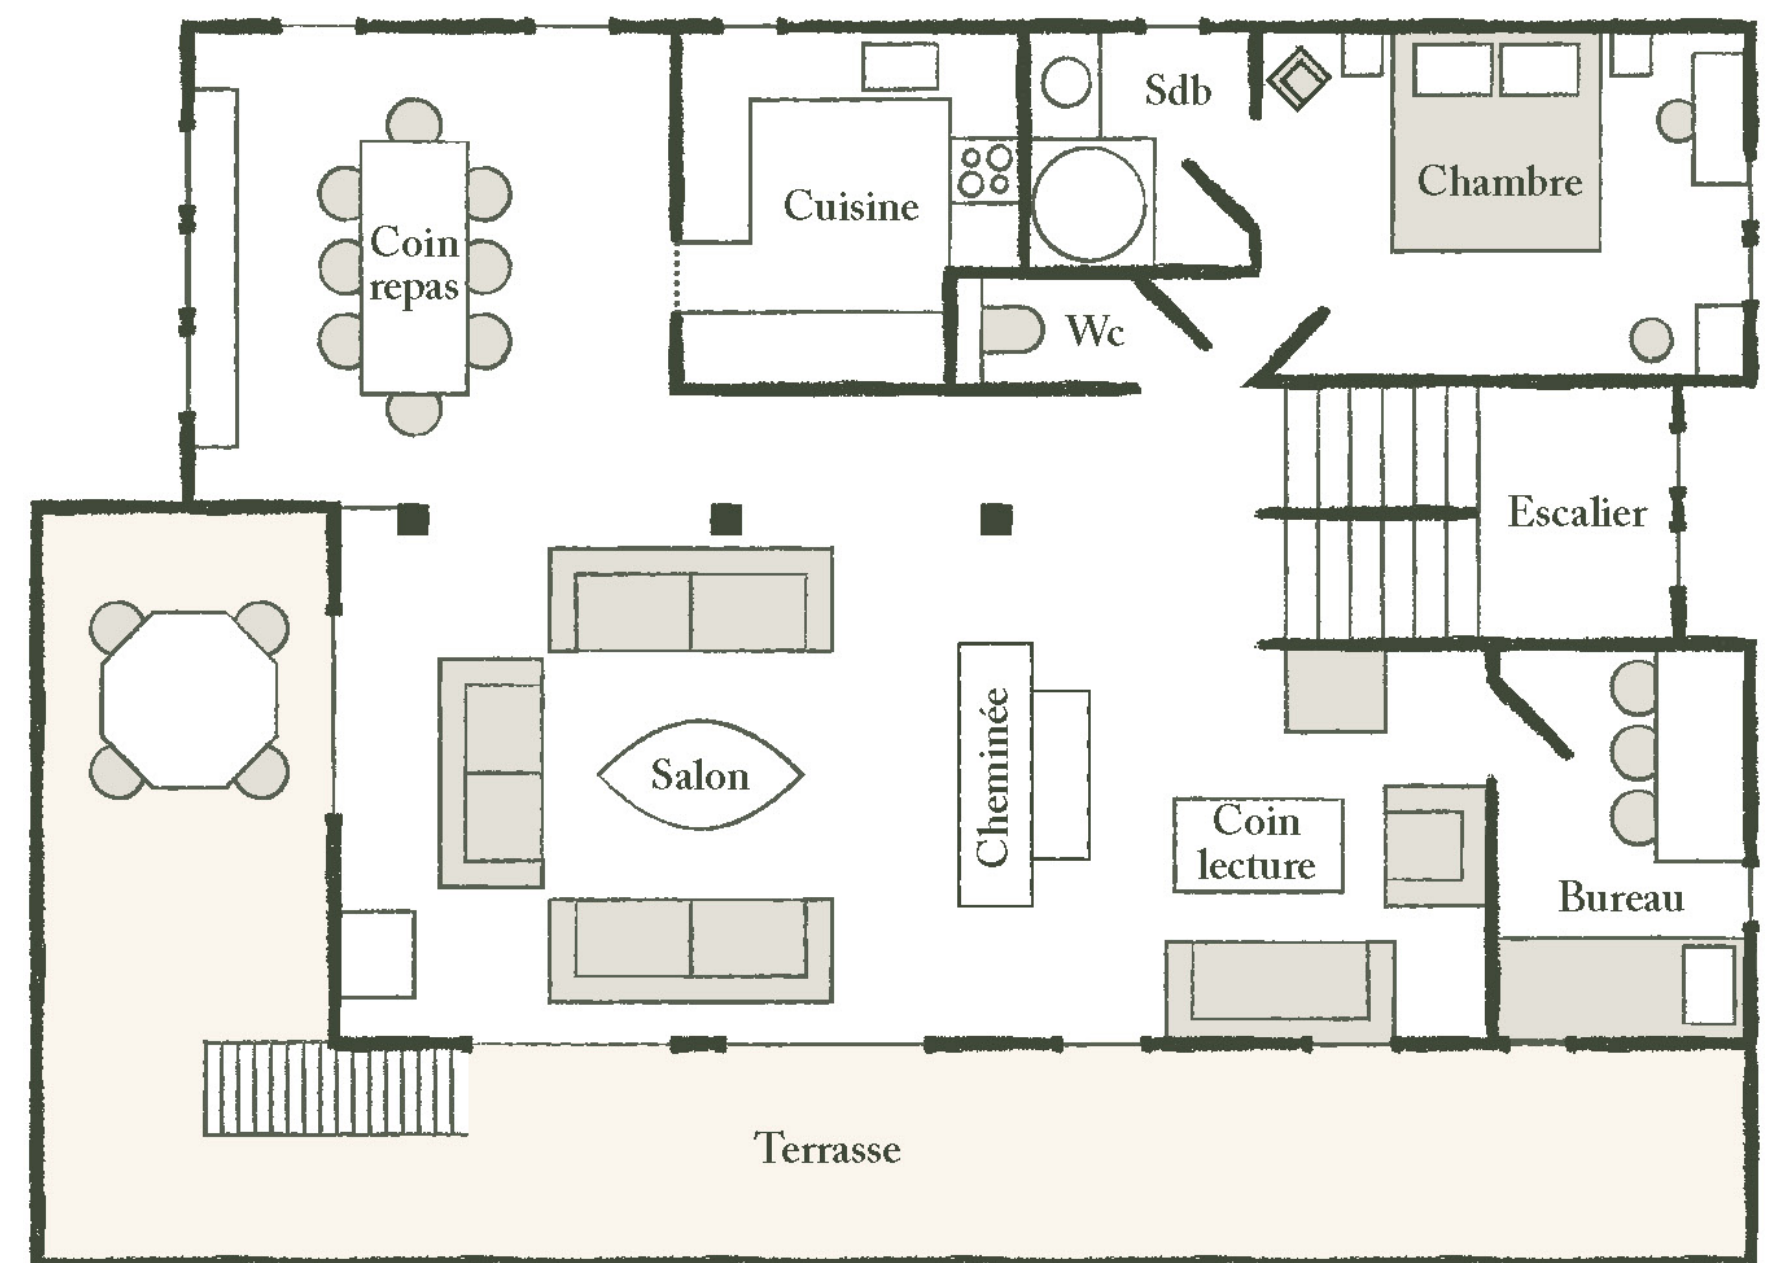 Sdb
Chambre
Cuisine
Coin
repas
Wc
Escalier
Salon
Cheminée
Coin
lecture
Bureau
Terrasse